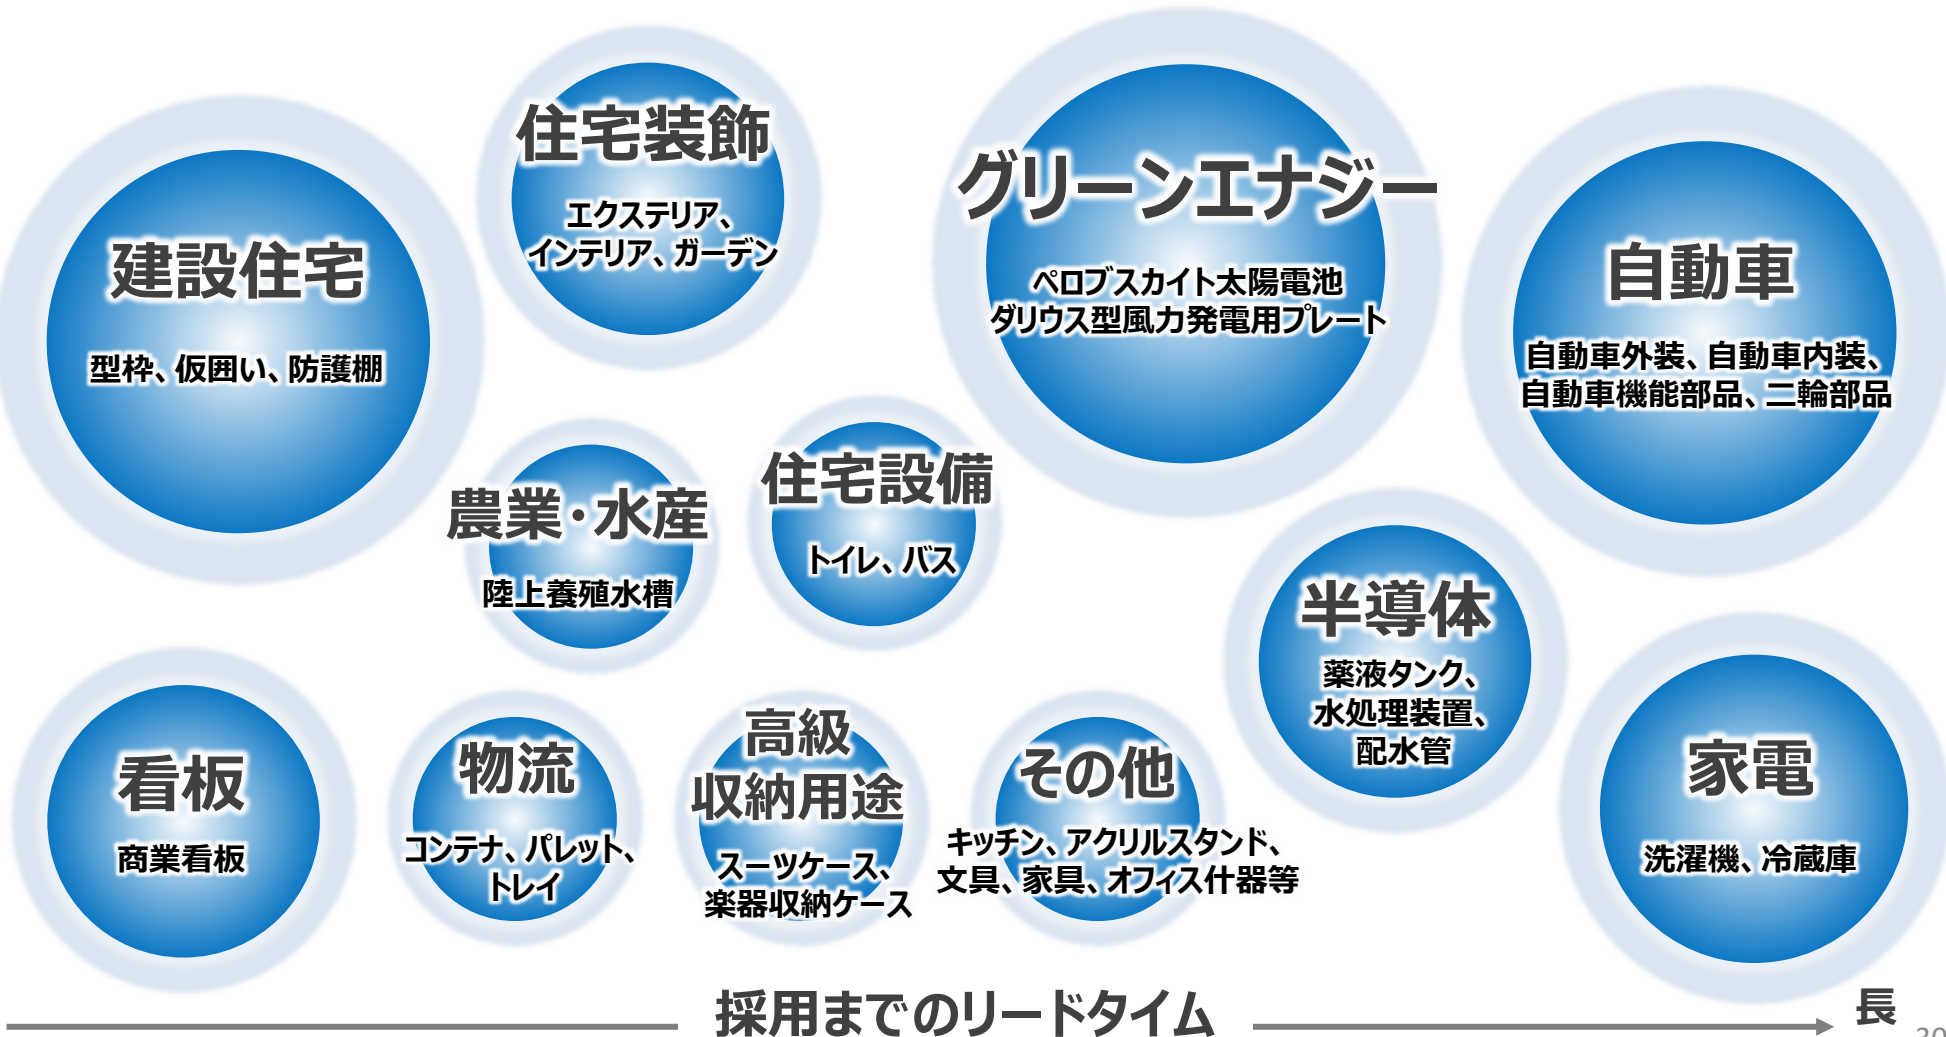 住宅装飾
エクステリア、
インテリア、ガーデン
グリーンエナジー
ペロブスカイト太陽電池
ダリウス型風力発電用プレート
建設住宅
型枠、仮囲い、防護棚
自動車
自動車外装、自動車内装、
自動車機能部品、二輪部品
農業・水産
陸上養殖水槽
住宅設備
トイレ、バス
半導体
薬液タンク、
水処理装置、
配水管
看板
商業看板
物流
コンテナ、パレット、
トレイ
高級
収納用途
スーツケース、
楽器収納ケース
その他
キッチン、アクリルスタンド、
文具、家具、オフィス什器等
家電
洗濯機、冷蔵庫
採用までのリードタイム
長